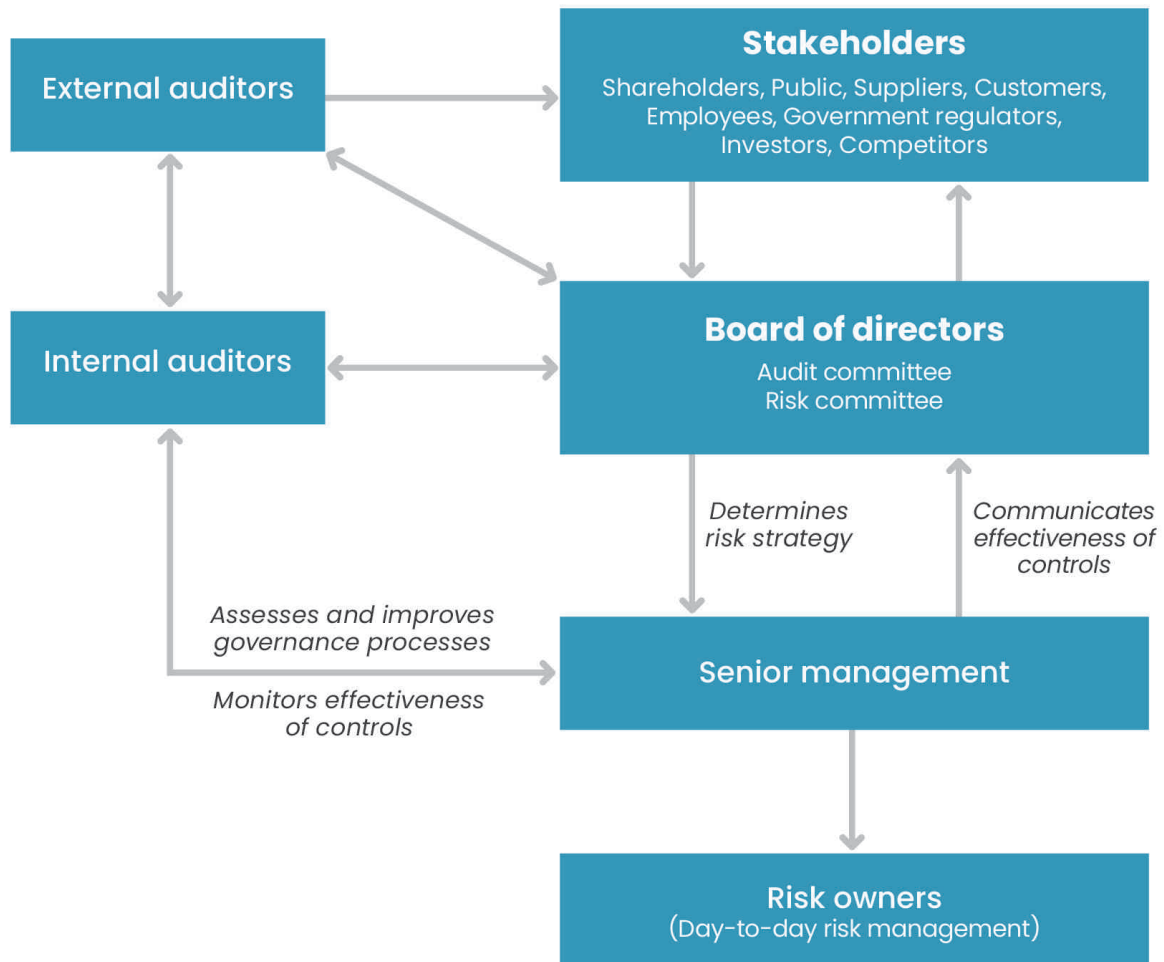 External auditors
Stakeholders
Shareholders, Public, Suppliers, Customers,
Employees, Government regulators,
Investors, Competitors
Internal auditors
Board of directors
Audit committee
Risk committee
Determines
risk strategy
Communicates
effectiveness of
controls
Assesses and improves
governance processes
Monitors effectiveness
of controls
Senior management
Risk owners
(Day-to-day risk management)